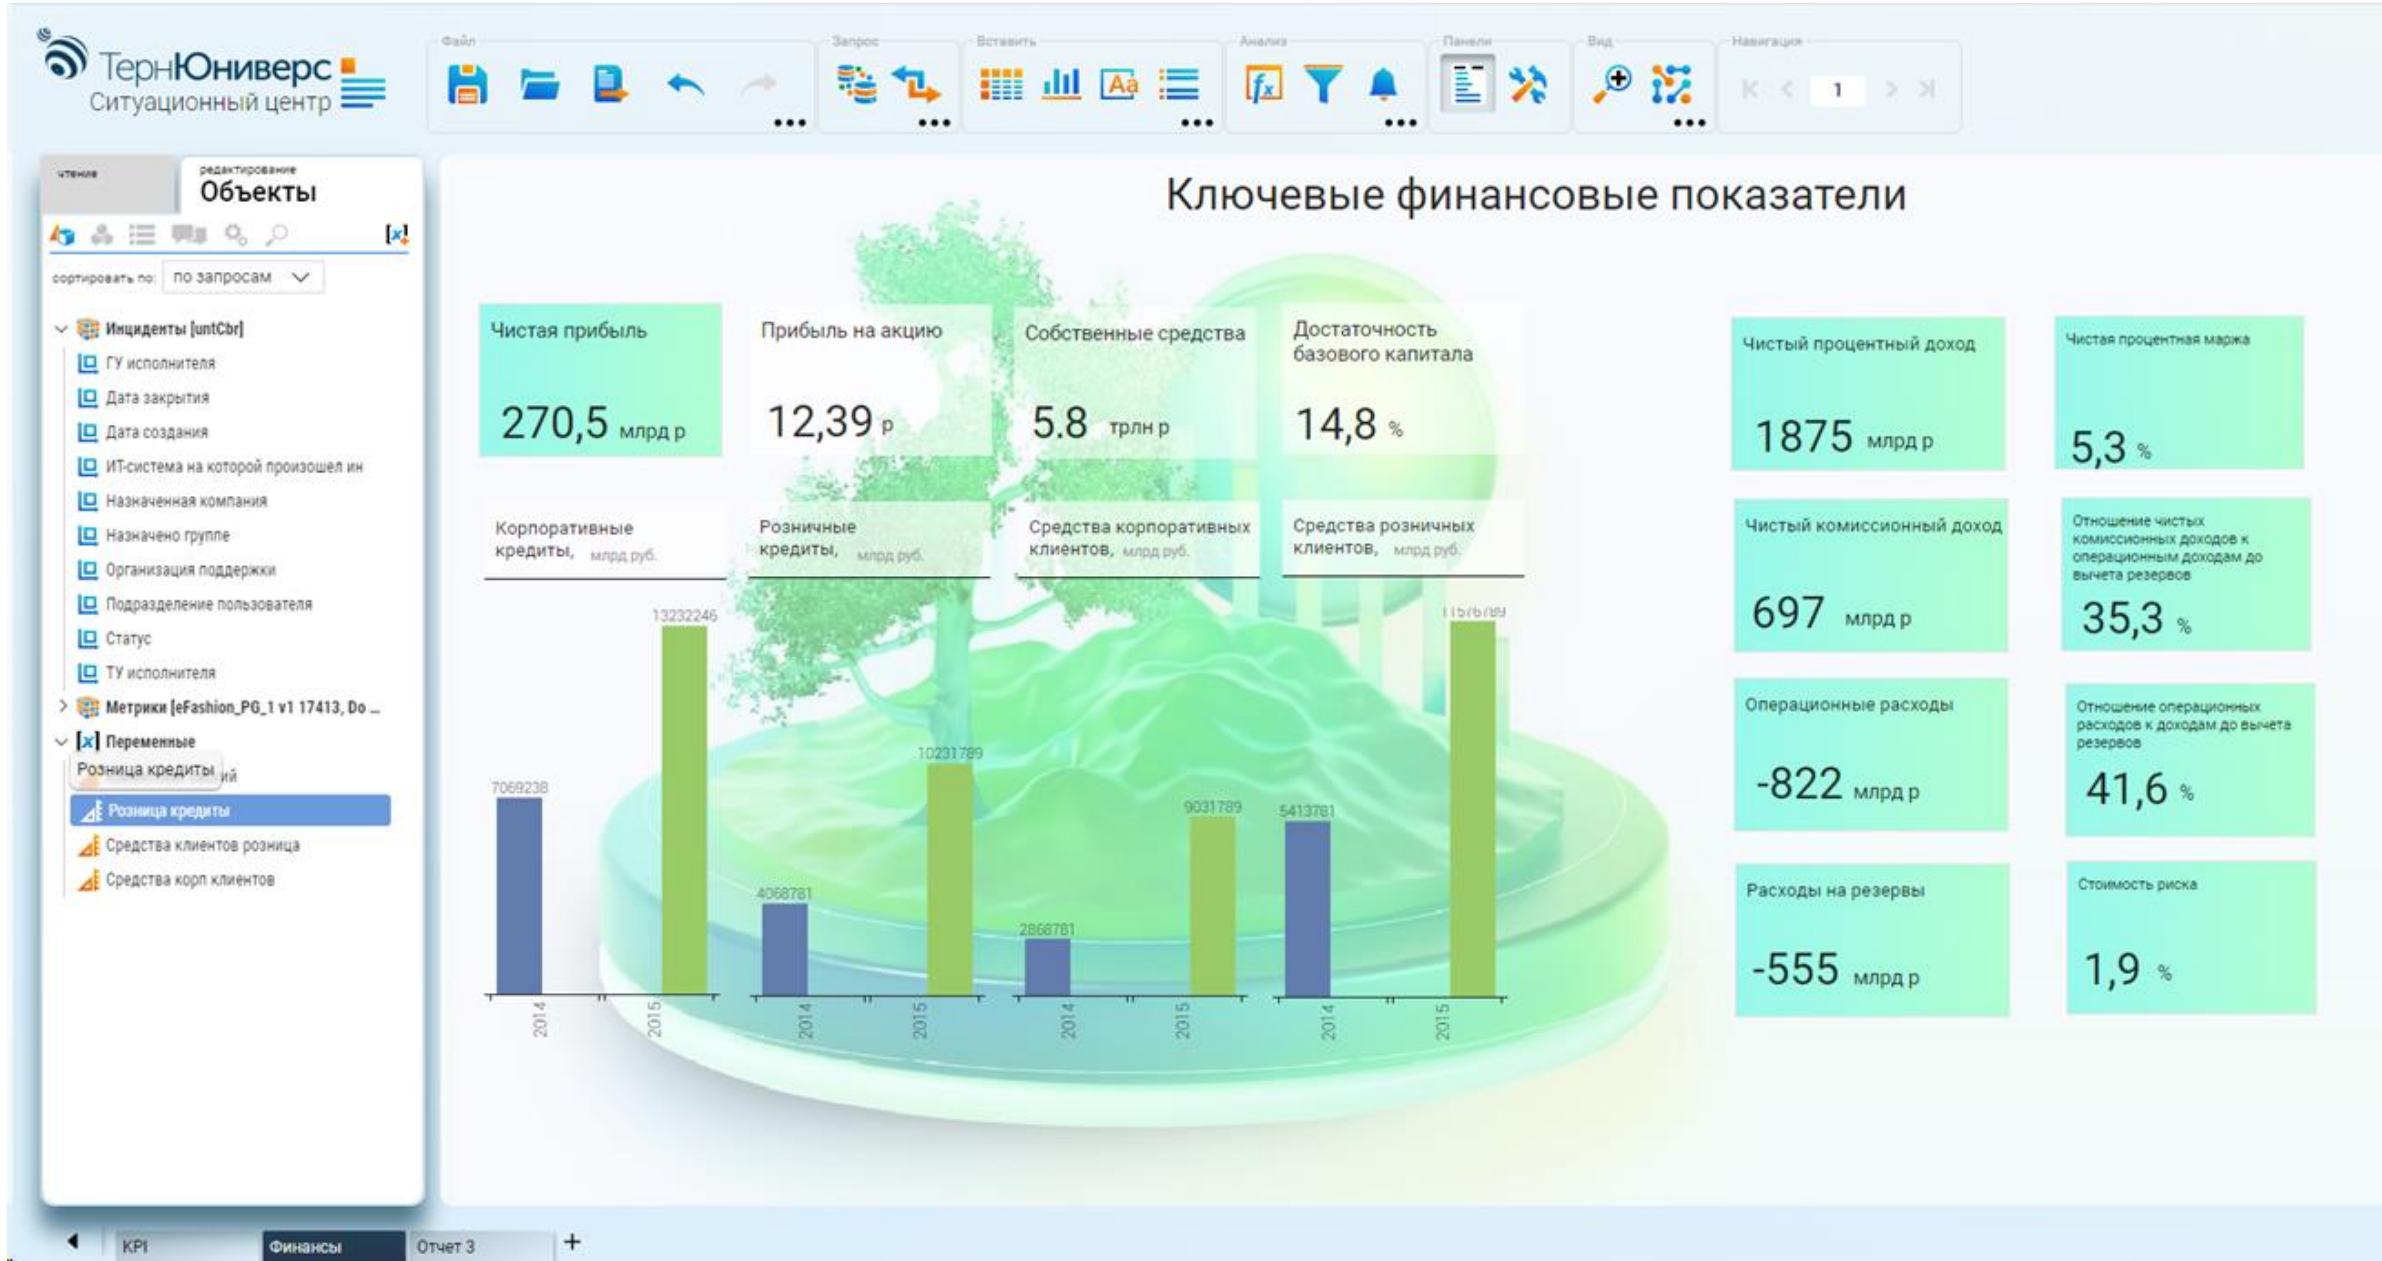 ТернЮниверс
Ситуационный центр
Файл
Запрос
Вставить
Анализ
Панели
Вид
Навигация
Aa
fx
1
чтение
редактирование
Объекты
[x]
сортировать по: по запросам
Инциденты [untCbr]
ГУ исполнителя
Дата закрытия
Дата создания
ИТ-система на которой произошел ин
Назначенная компания
Назначено группе
Организация поддержки
Подразделение пользователя
Статус
ТУ исполнителя
Метрики [eFashion_PG_1 v1 17413, Do ...
[x] Переменные
Розница кредиты ий
Розница кредиты
Средства клиентов розница
Средства корп клиентов
Ключевые финансовые показатели
Чистая прибыль
270,5 млрд р
Прибыль на акцию
12,39 р
Собственные средства
5.8 трлн р
Достаточность
базового капитала
14,8 %
Корпоративные
кредиты, млрд руб.
Розничные
кредиты, млрд руб.
Средства корпоративных
клиентов, млрд руб.
Средства розничных
клиентов, млрд руб.
7069238
13232246
2014
2015
4068781
10231789
2014
2015
2868781
9031789
2014
2015
5413781
11576789
2014
2015
Чистый процентный доход
1875 млрд р
Чистая процентная маржа
5,3 %
Чистый комиссионный доход
697 млрд р
Отношение чистых
комиссионных доходов к
операционным доходам до
вычета резервов
35,3 %
Операционные расходы
-822 млрд р
Отношение операционных
расходов к доходам до вычета
резервов
41,6 %
Расходы на резервы
-555 млрд р
Стоимость риска
1,9 %
KPI
Финансы
Отчет 3
+